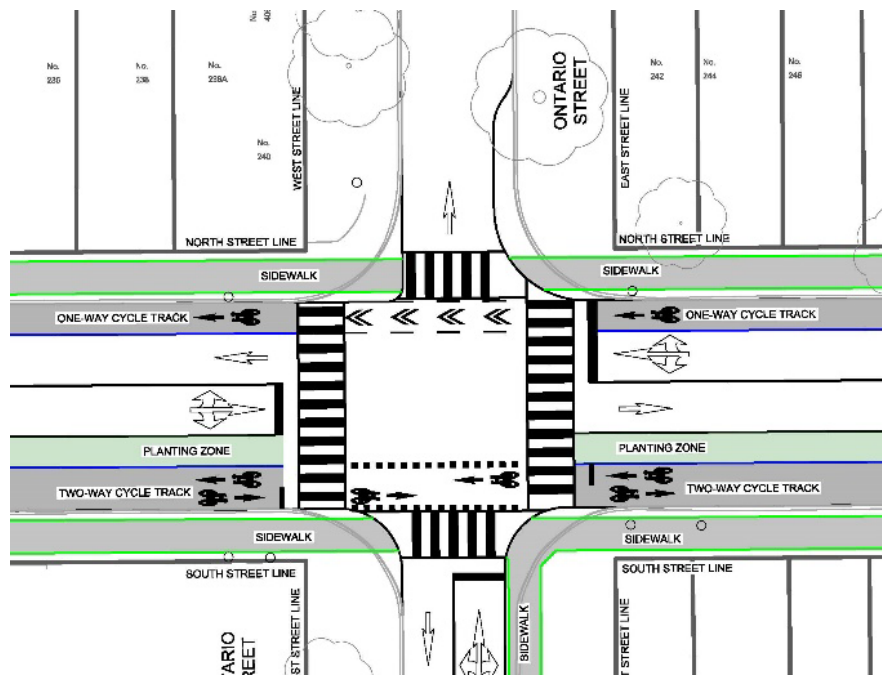 No.
406
No.
236
No.
238
No.
238A
No.
240
WEST STREET LINE
ONTARIO
STREET
EAST STREET LINE
No.
242
No.
244
No.
246
NORTH STREET LINE
NORTH STREET LINE
SIDEWALK
SIDEWALK
ONE-WAY CYCLE TRACK
ONE-WAY CYCLE TRACK
PLANTING ZONE
PLANTING ZONE
TWO-WAY CYCLE TRACK
TWO-WAY CYCLE TRACK
SIDEWALK
SIDEWALK
SOUTH STREET LINE
SOUTH STREET LINE
SIDEWALK
TARIO
REET
ST STREET LINE
T STREET LINE